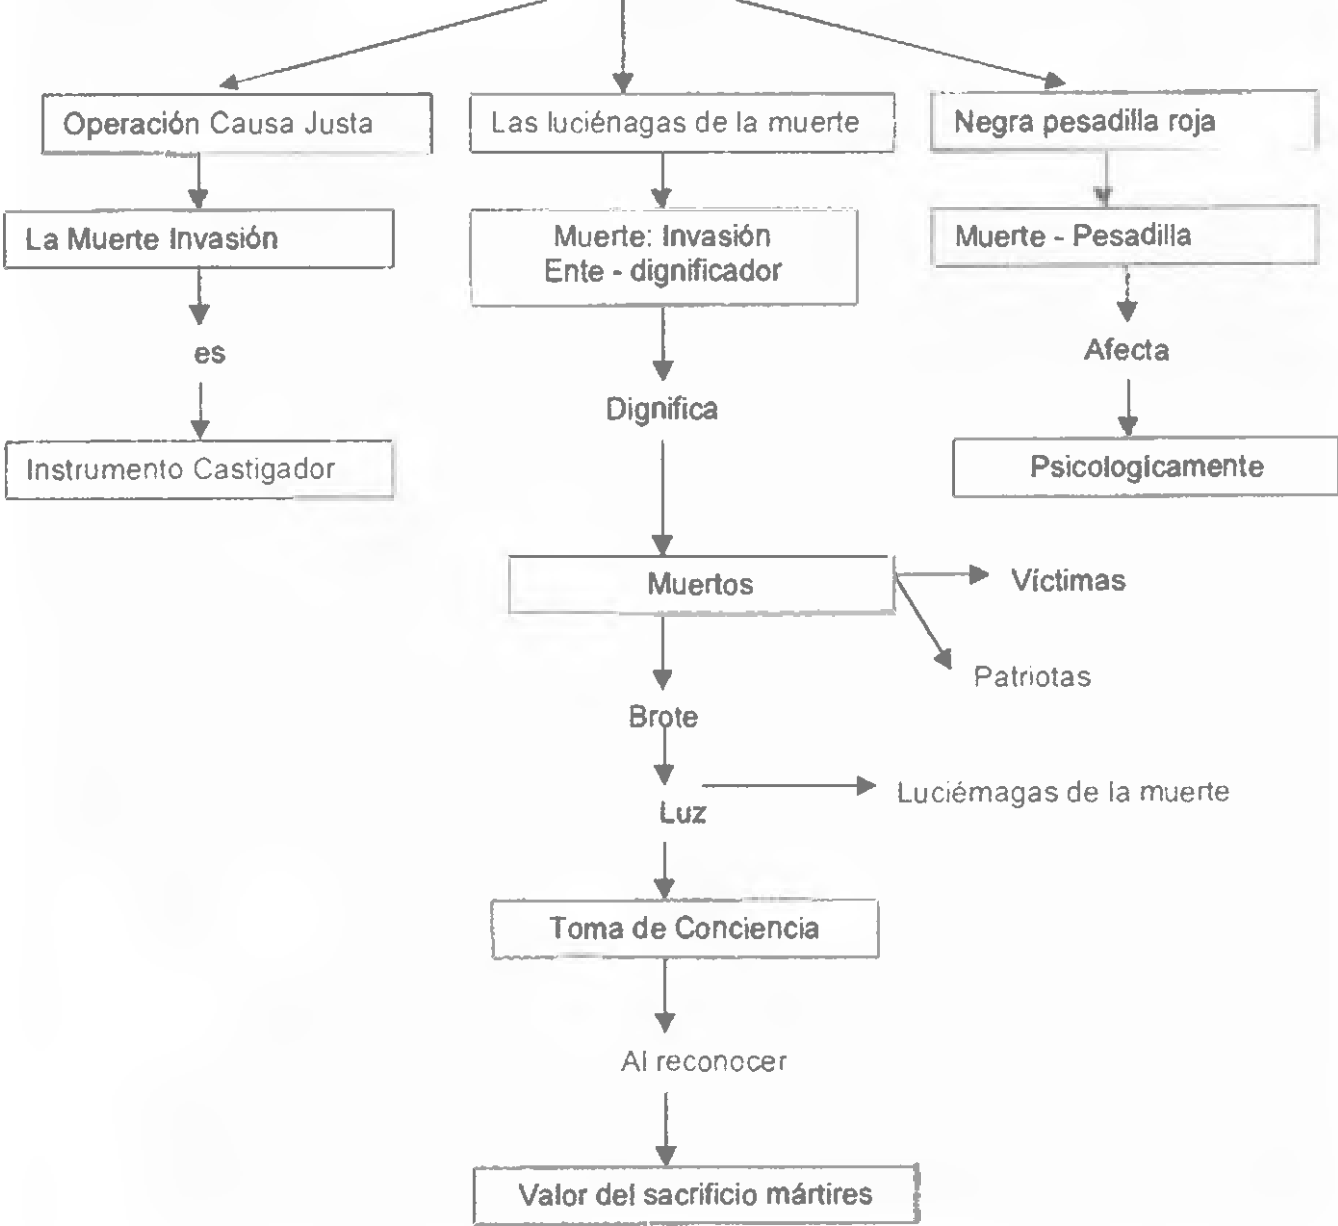 Operación Causa Justa
Las luciénagas de la muerte
Negra pesadilla roja
La Muerte Invasión
Muerte: Invasión
Ente - dignificador
Muerte - Pesadilla
es
Dignifica
Afecta
Instrumento Castigador
Psicologícamente
Muertos
Víctimas
Patriotas
Brote
Luz
Luciémagas de la muerte
Toma de Conciencia
Al reconocer
Valor del sacrificio mártires